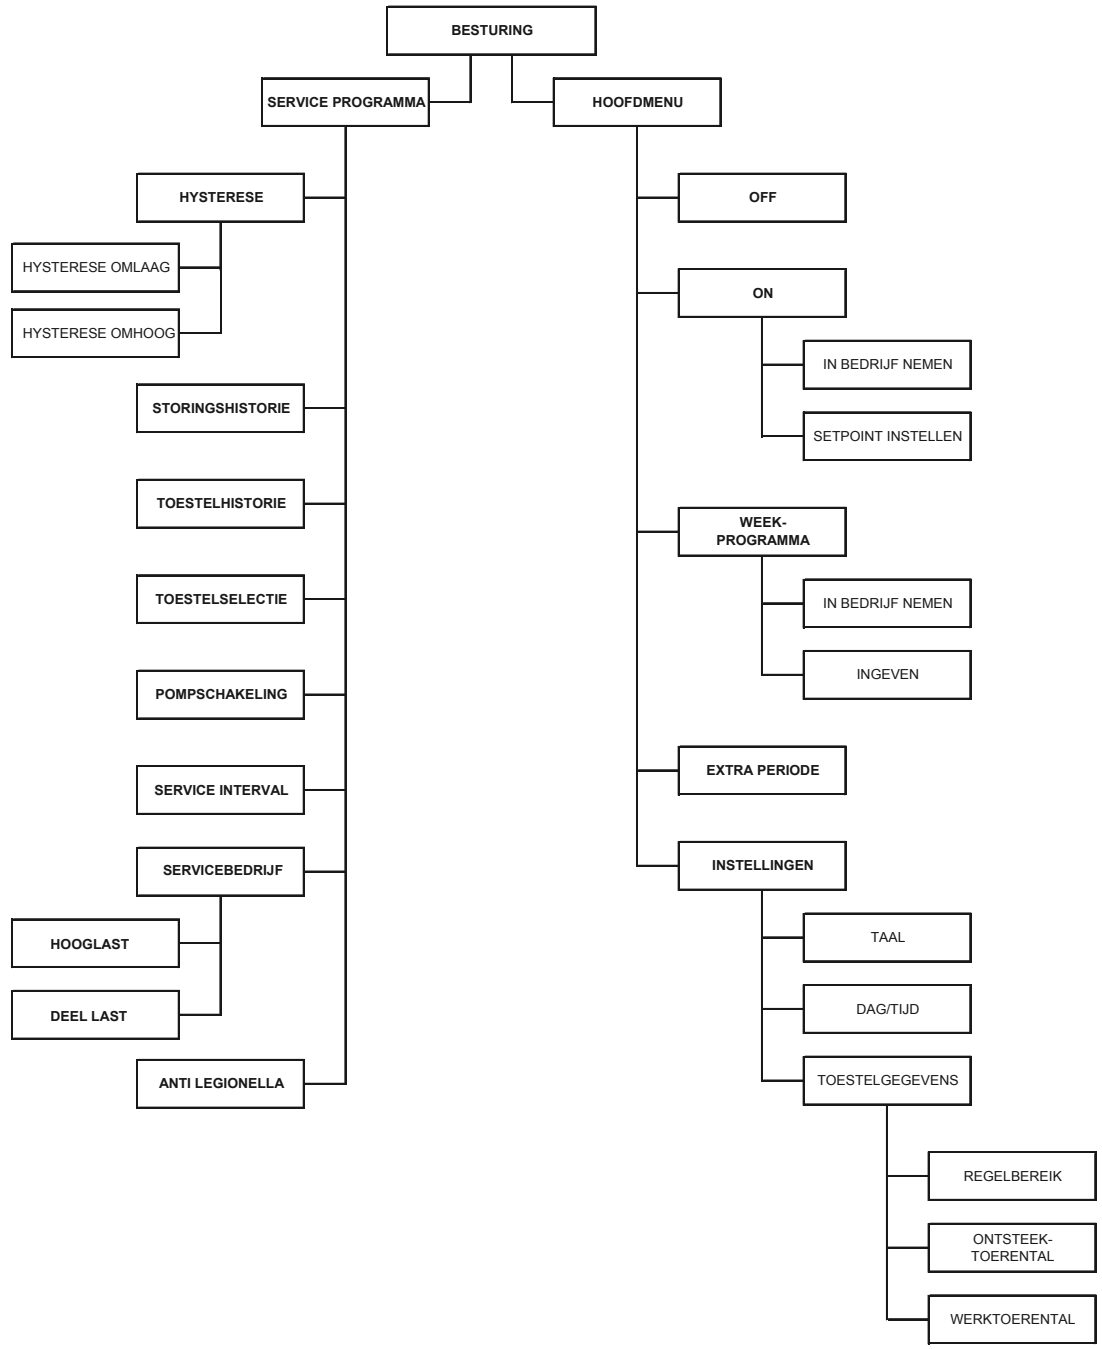 BESTURING
SERVICE PROGRAMMA
HOOFDMENU
HYSTERESE
HYSTERESE OMLAAG
HYSTERESE OMHOOG
STORINGSHISTORIE
TOESTELHISTORIE
TOESTELSELECTIE
POMPSCHAKELING
SERVICE INTERVAL
SERVICEBEDRIJF
HOOGLAST
DEEL LAST
ANTI LEGIONELLA
OFF
ON
IN BEDRIJF NEMEN
SETPOINT INSTELLEN
WEEK-
PROGRAMMA
IN BEDRIJF NEMEN
INGEVEN
EXTRA PERIODE
INSTELLINGEN
TAAL
DAG/TIJD
TOESTELGEGEVENS
REGELBEREIK
ONTSTEEK-
TOERENTAL
WERKTOERENTAL